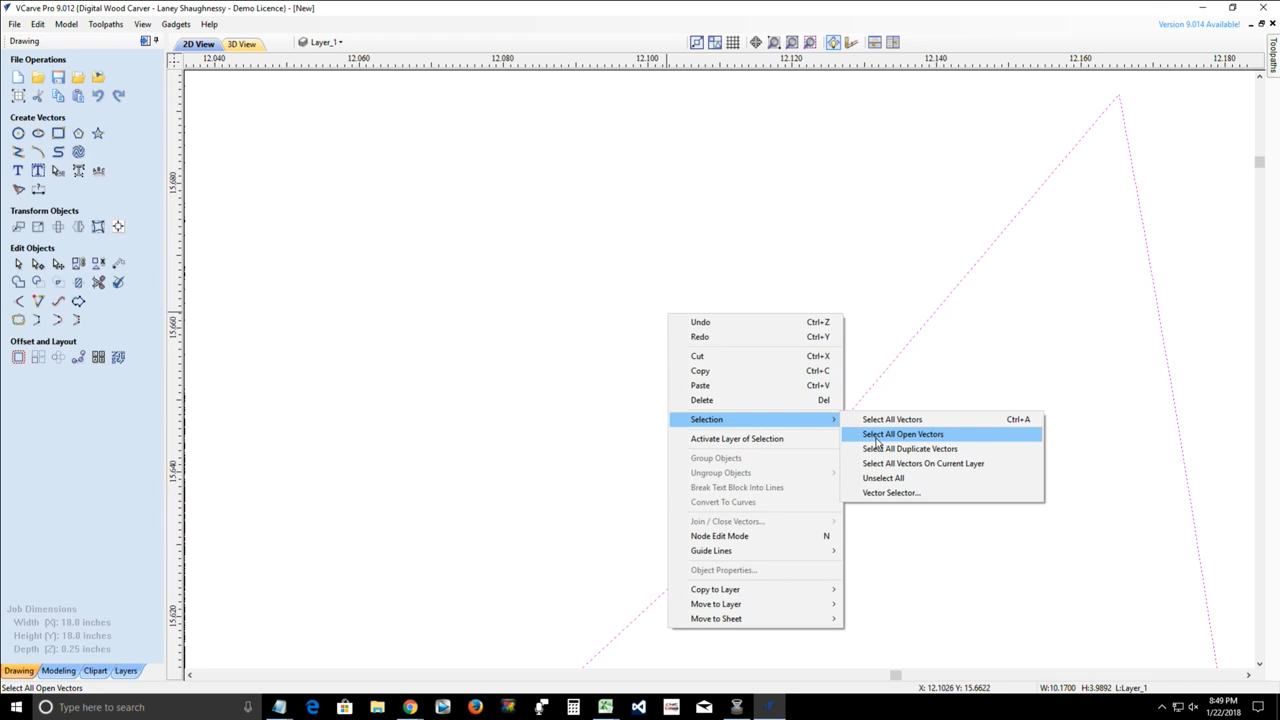 VCarve Pro 9.012 {Digital Wood Carver - Laney Shaughnessy - Demo Licence} - [New]
File Edit Model Toolpaths View Gadgets Help
Version 9.014 Available!
Drawing
2D View
3D View
Layer_1
Toolpaths
12.040
12.060
12.080
12.100
12.120
12.140
12.160
12.180
15.680
15.660
15.640
15.620
File Operations
Create Vectors
Transform Objects
Edit Objects
Offset and Layout
Undo Ctrl+Z
Redo Ctrl+Y
Cut Ctrl+X
Copy Ctrl+C
Paste Ctrl+V
Delete Del
Selection
Activate Layer of Selection
Group Objects
Ungroup Objects
Break Text Block Into Lines
Convert To Curves
Join / Close Vectors...
Node Edit Mode N
Guide Lines
Object Properties...
Copy to Layer
Move to Layer
Move to Sheet
Select All Vectors Ctrl+A
Select All Open Vectors
Select All Duplicate Vectors
Select All Vectors On Current Layer
Unselect All
Vector Selector...
Job Dimensions
Width (X): 18.0 inches
Height (Y): 18.0 inches
Depth (Z): 0.25 inches
Drawing Modeling Clipart Layers
Select All Open Vectors
X: 12.1026 Y: 15.6622
W:10.1700 H:3.9892 L:Layer_1
Type here to search
8:49 PM
1/22/2018